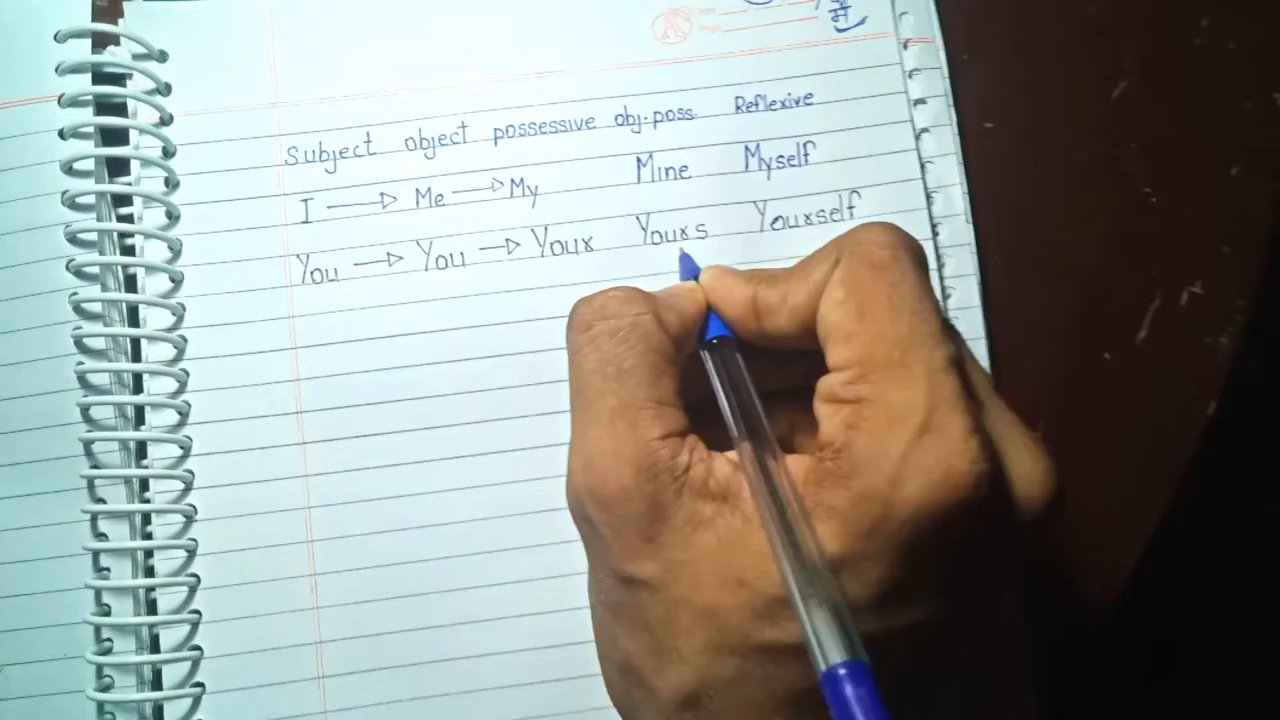 में
Subject object possessive obj.poss. Reflexive
I → Me → My Mine Myself
You → You → Your Yours Yourself